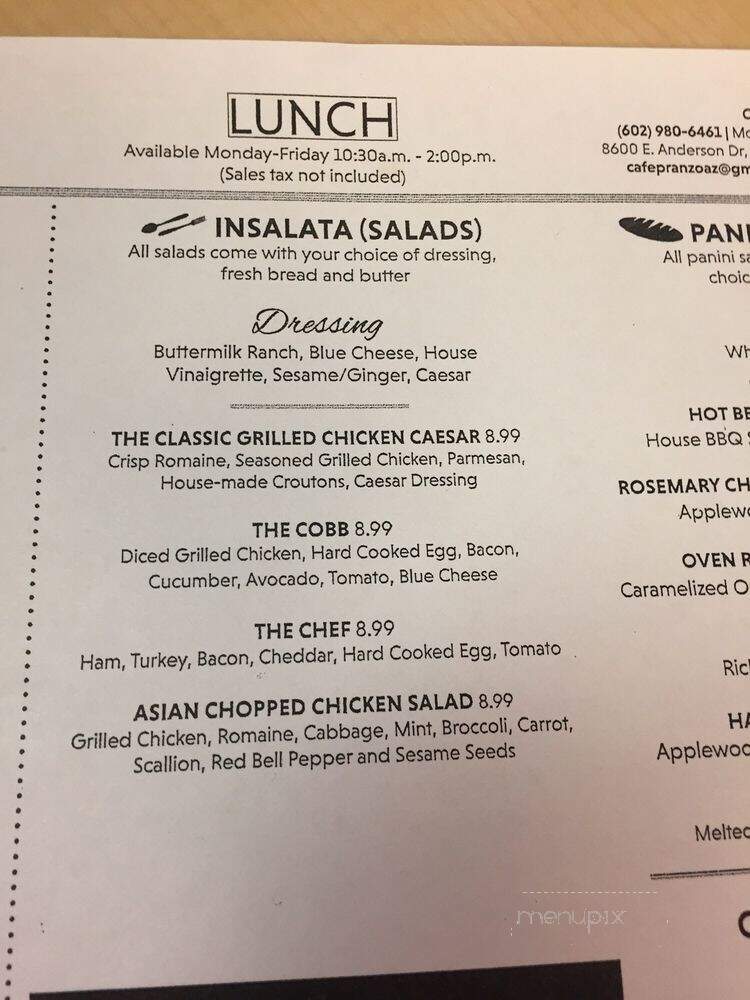 LUNCH
Available Monday-Friday 10:30a.m. - 2:00p.m.
(Sales tax not included)
(602) 980-6461 |
8600 E. Anderson Dr,
cafepranzoaz@gm
INSALATA (SALADS)
All salads come with your choice of dressing,
fresh bread and butter
Dressing
Buttermilk Ranch, Blue Cheese, House
Vinaigrette, Sesame/Ginger, Caesar
THE CLASSIC GRILLED CHICKEN CAESAR 8.99
Crisp Romaine, Seasoned Grilled Chicken, Parmesan,
House-made Croutons, Caesar Dressing
THE COBB 8.99
Diced Grilled Chicken, Hard Cooked Egg, Bacon,
Cucumber, Avocado, Tomato, Blue Cheese
THE CHEF 8.99
Ham, Turkey, Bacon, Cheddar, Hard Cooked Egg, Tomato
ASIAN CHOPPED CHICKEN SALAD 8.99
Grilled Chicken, Romaine, Cabbage, Mint, Broccoli, Carrot,
Scallion, Red Bell Pepper and Sesame Seeds
PANI
All panini sa
choic
Wh
HOT BE
House BBQ
ROSEMARY CH
Applewo
OVEN R
Caramelized O
Ric
HA
Applewoo
Melted
menupix